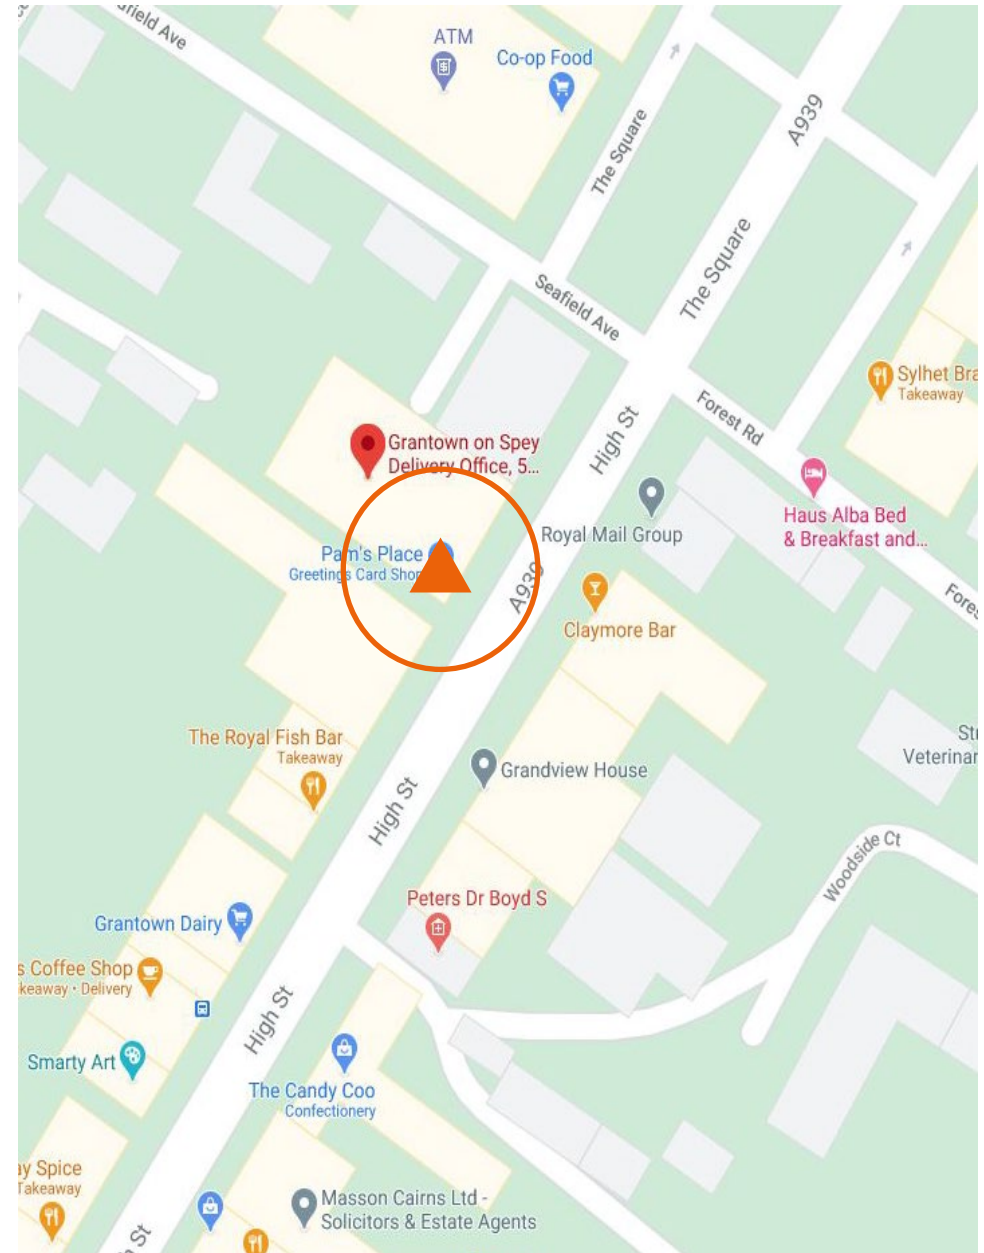 field Ave
ATM
Co-op Food
The Square
A939
The Square
Seafield Ave
Sylhet Bra
Takeaway
Forest Rd
High St
Grantown on Spey
Delivery Office, 5...
Haus Alba Bed
& Breakfast and...
Royal Mail Group
Pam's Place
Greetings Card Shop
A939
Claymore Bar
The Royal Fish Bar
Takeaway
Grandview House
Veterinar
High St
Woodside Ct
Peters Dr Boyd S
Grantown Dairy
s Coffee Shop
keaway • Delivery
High St
Smarty Art
The Candy Coo
Confectionery
ay Spice
Takeaway
Masson Cairns Ltd -
Solicitors & Estate Agents